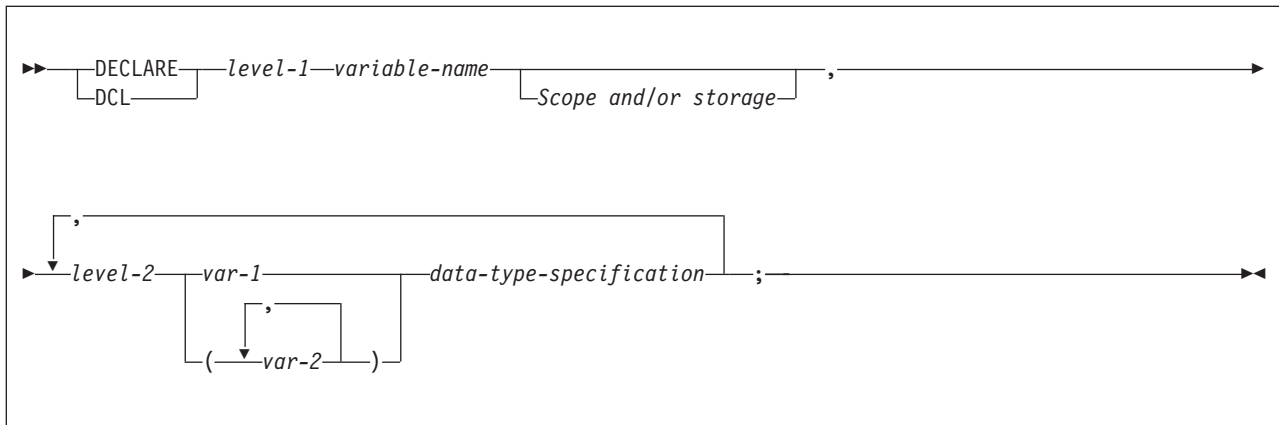 DECLARE level-1 variable-name ,
DCL Scope and/or storage
,
level-2 var-1 data-type-specification ;
,
( var-2 )